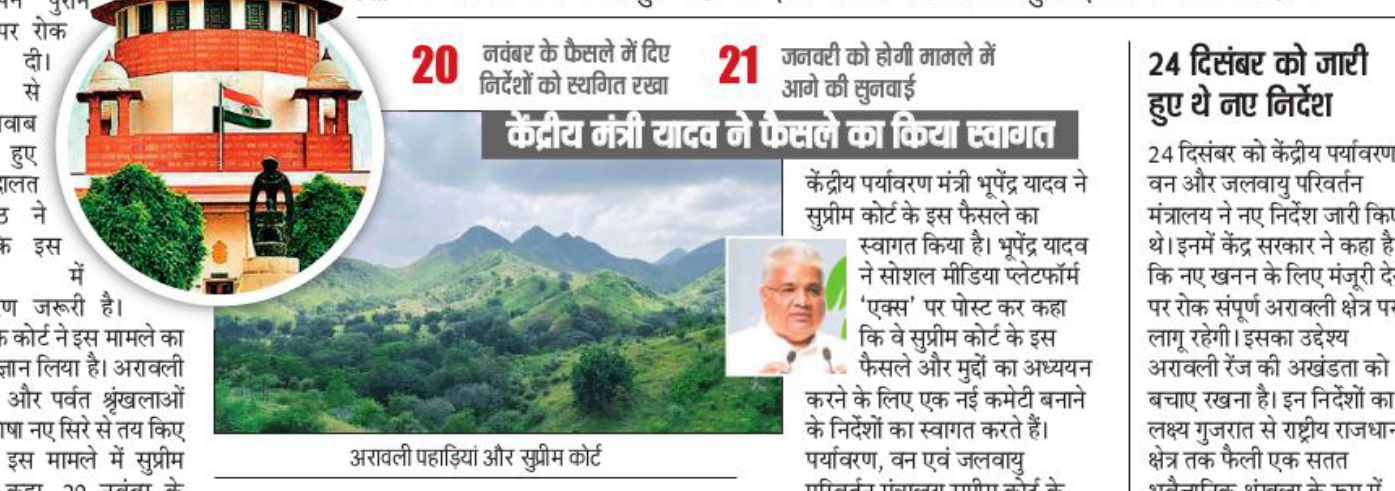 पर रोक
दी।
से
हुए
ने
इस
में
जरूरी है।
कोर्ट ने इस मामले का
लिया है। अरावली
और पर्वत श्रृंखलाओं
नए सिरे से तय किए
इस मामले में सुप्रीम
20 नवंबर के फैसले में दिए
निर्देशों को स्थगित रखा
21 जनवरी को होगी मामले में
आगे की सुनवाई
केंद्रीय मंत्री यादव ने फैसले का किया स्वागत
अरावली पहाड़ियां और सुप्रीम कोर्ट
केंद्रीय पर्यावरण मंत्री भूपेंद्र यादव ने
सुप्रीम कोर्ट के इस फैसले का
स्वागत किया है। भूपेंद्र यादव
ने सोशल मीडिया प्लेटफॉर्म
‘एक्स’ पर पोस्ट कर कहा
कि वे सुप्रीम कोर्ट के इस
फैसले और मुद्दों का अध्ययन
करने के लिए एक नई कमेटी बनाने
के निर्देशों का स्वागत करते हैं।
पर्यावरण, वन एवं जलवायु
24 दिसंबर को जारी
हुए थे नए निर्देश
24 दिसंबर को केंद्रीय पर्यावरण
वन और जलवायु परिवर्तन
मंत्रालय ने नए निर्देश जारी किए
थे। इनमें केंद्र सरकार ने कहा है
कि नए खनन के लिए मंजूरी
पर रोक संपूर्ण अरावली क्षेत्र पर
लागू रहेगी। इसका उद्देश्य
अरावली रेंज की अखंडता को
बचाए रखना है। इन निर्देशों का
लक्ष्य गुजरात से राष्ट्रीय
क्षेत्र तक फैली एक सतत